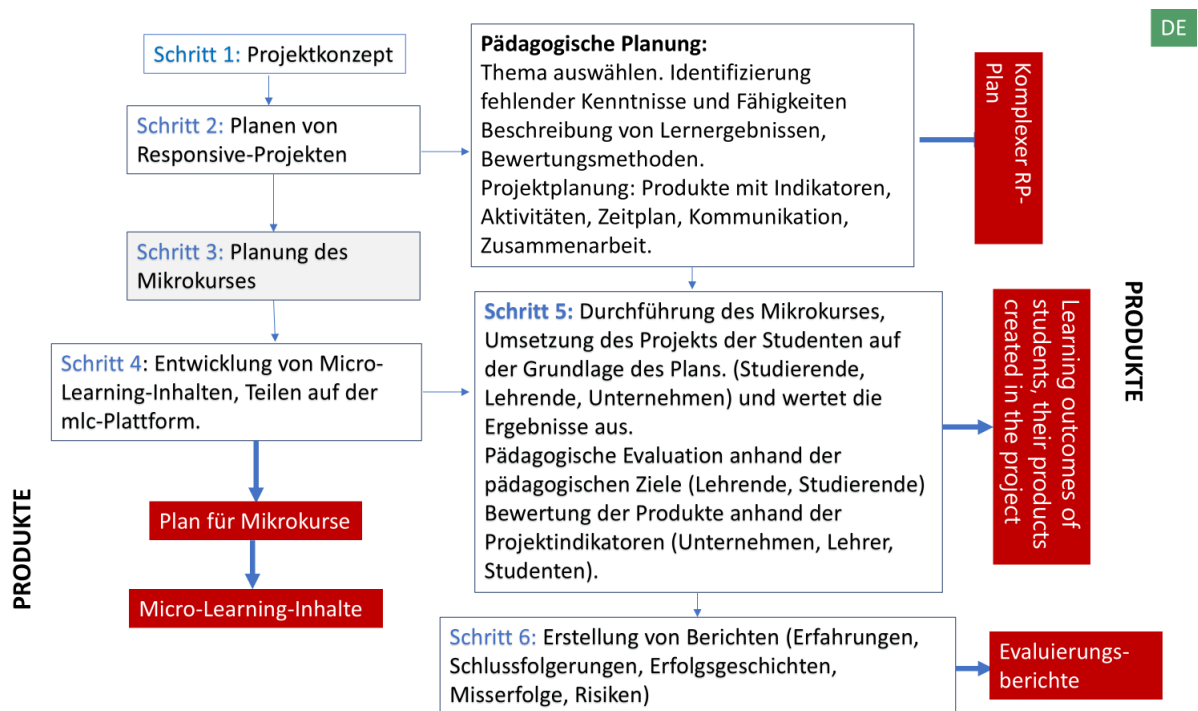 DE
Schritt 1: Projektkonzept
Schritt 2: Planen von
Responsive-Projekten
Schritt 3: Planung des
Mikrokurses
Schritt 4: Entwicklung von Micro-
Learning-Inhalten, Teilen auf der
mlc-Plattform.
PRODUKTE
Plan für Mikrokurse
Micro-Learning-Inhalte
Pädagogische Planung:
Thema auswählen. Identifizierung
fehlender Kenntnisse und Fähigkeiten
Beschreibung von Lernergebnissen,
Bewertungsmethoden.
Projektplanung: Produkte mit Indikatoren,
Aktivitäten, Zeitplan, Kommunikation,
Zusammenarbeit.
Schritt 5: Durchführung des Mikrokurses,
Umsetzung des Projekts der Studenten auf
der Grundlage des Plans. (Studierende,
Lehrende, Unternehmen) und wertet die
Ergebnisse aus.
Pädagogische Evaluation anhand der
pädagogischen Ziele (Lehrende, Studierende)
Bewertung der Produkte anhand der
Projektindikatoren (Unternehmen, Lehrer,
Studenten).
Schritt 6: Erstellung von Berichten (Erfahrungen,
Schlussfolgerungen, Erfolgsgeschichten,
Misserfolge, Risiken)
Komplexer RP-
Plan
PRODUKTE
Learning outcomes of
students, their products
created in the project
Evaluierungs-
berichte